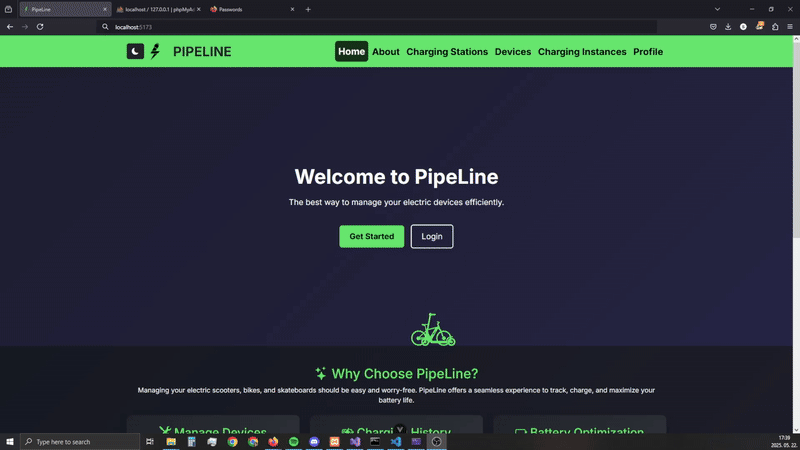 PipeLine
localhost / 127.0.0.1 | phpMyAd
Passwords
localhost:5173
PIPELINE
Home About Charging Stations Devices Charging Instances Profile
Welcome to PipeLine
The best way to manage your electric devices efficiently.
Get Started Login
Why Choose PipeLine?
Managing your electric scooters, bikes, and skateboards should be easy and worry-free. PipeLine offers a seamless experience to track, charge, and maximize your
battery life.
Manage Devices Charging History Battery Optimization
Type here to search
17:39
2025. 05. 22.